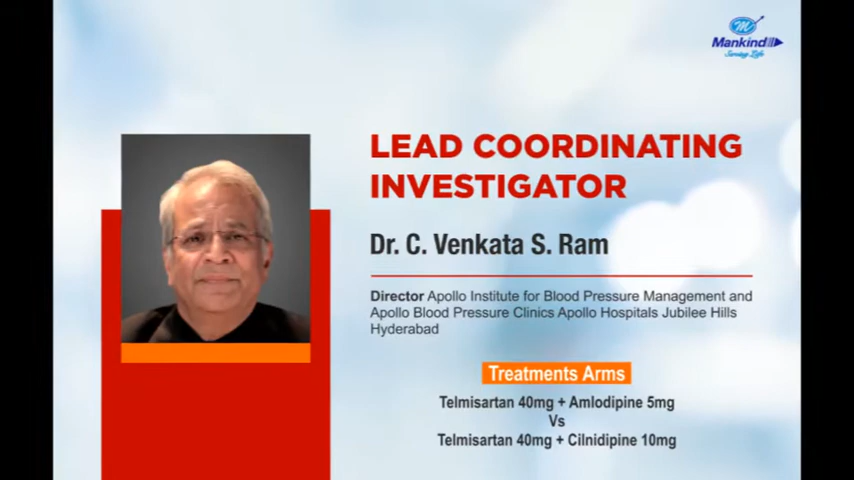 M
Mankind
Serving Life
LEAD COORDINATING
INVESTIGATOR
Dr. C. Venkata S. Ram
Director Apollo Institute for Blood Pressure Management and
Apollo Blood Pressure Clinics Apollo Hospitals Jubilee Hills
Hyderabad
Treatments Arms
Telmisartan 40mg + Amlodipine 5mg
Vs
Telmisartan 40mg + Cilnidipine 10mg